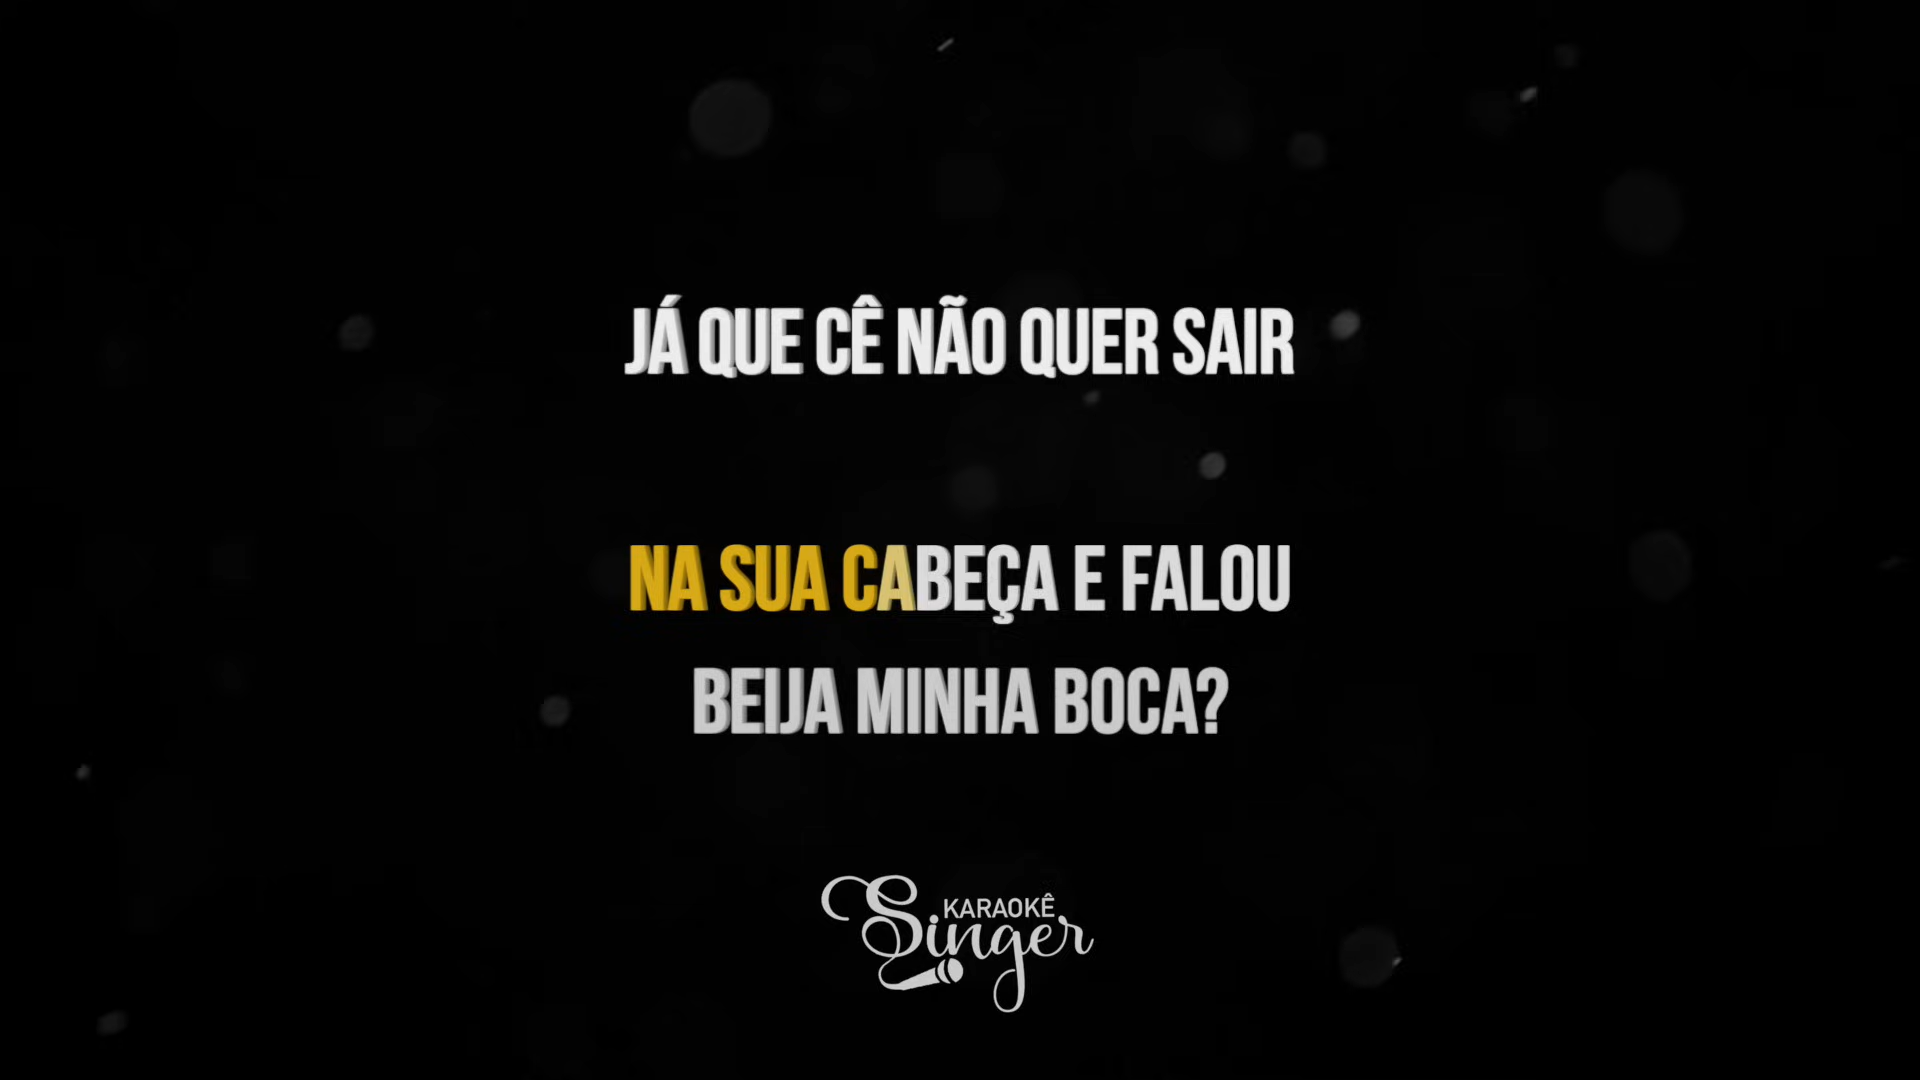 JÁ QUE CÊ NÃO QUER SAIR
NA SUA CABEÇA E FALOU
BEIJA MINHA BOCA?
KARAOKÊ
Singer